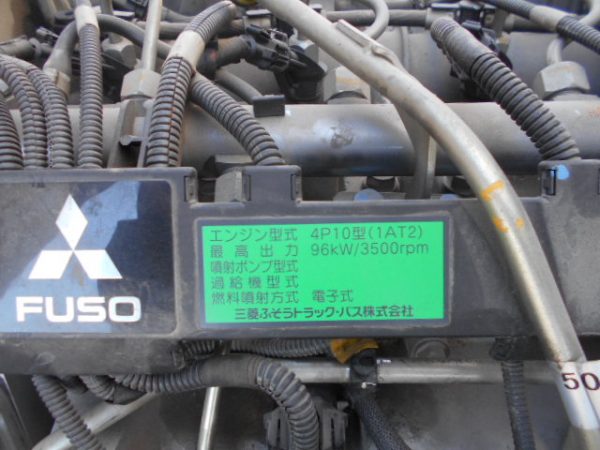 FUSO
エンジン型式 4P10型(1AT2)
最高出力 96kW/3500rpm
噴射ポンプ型式
過給機型式
燃料噴射方式 電子式
三菱ふそうトラック・バス株式会社
50